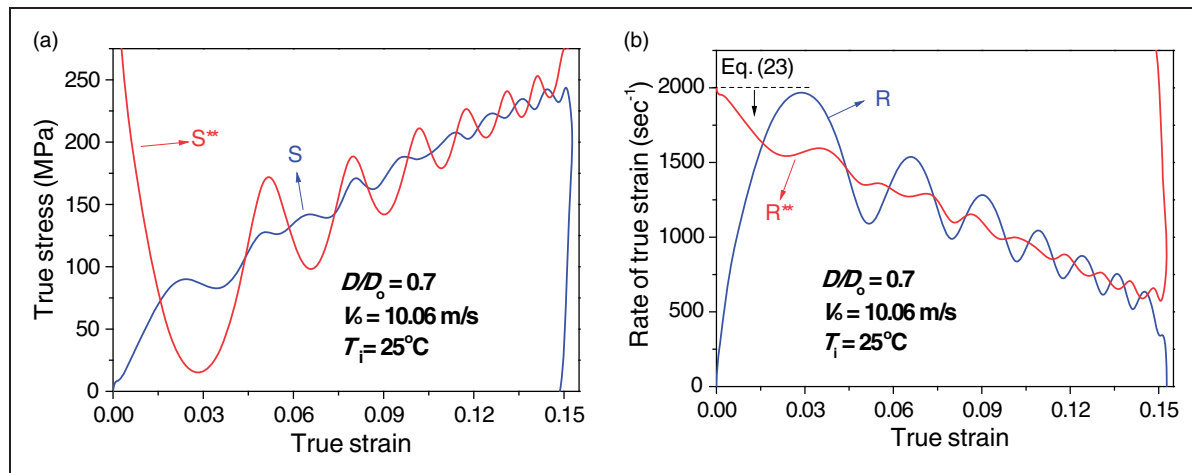 (a)
250
200
150
100
50
0
True stress (MPa)
S**
S
D/Do = 0.7
Vo = 10.06 m/s
Ti = 25°C
0.00 0.03 0.06 0.09 0.12 0.15
True strain
(b)
Eq. (23)
2000
1500
1000
500
0
Rate of true strain (sec-1)
R
R**
D/Do = 0.7
Vo = 10.06 m/s
Ti = 25°C
0.00 0.03 0.06 0.09 0.12 0.15
True strain